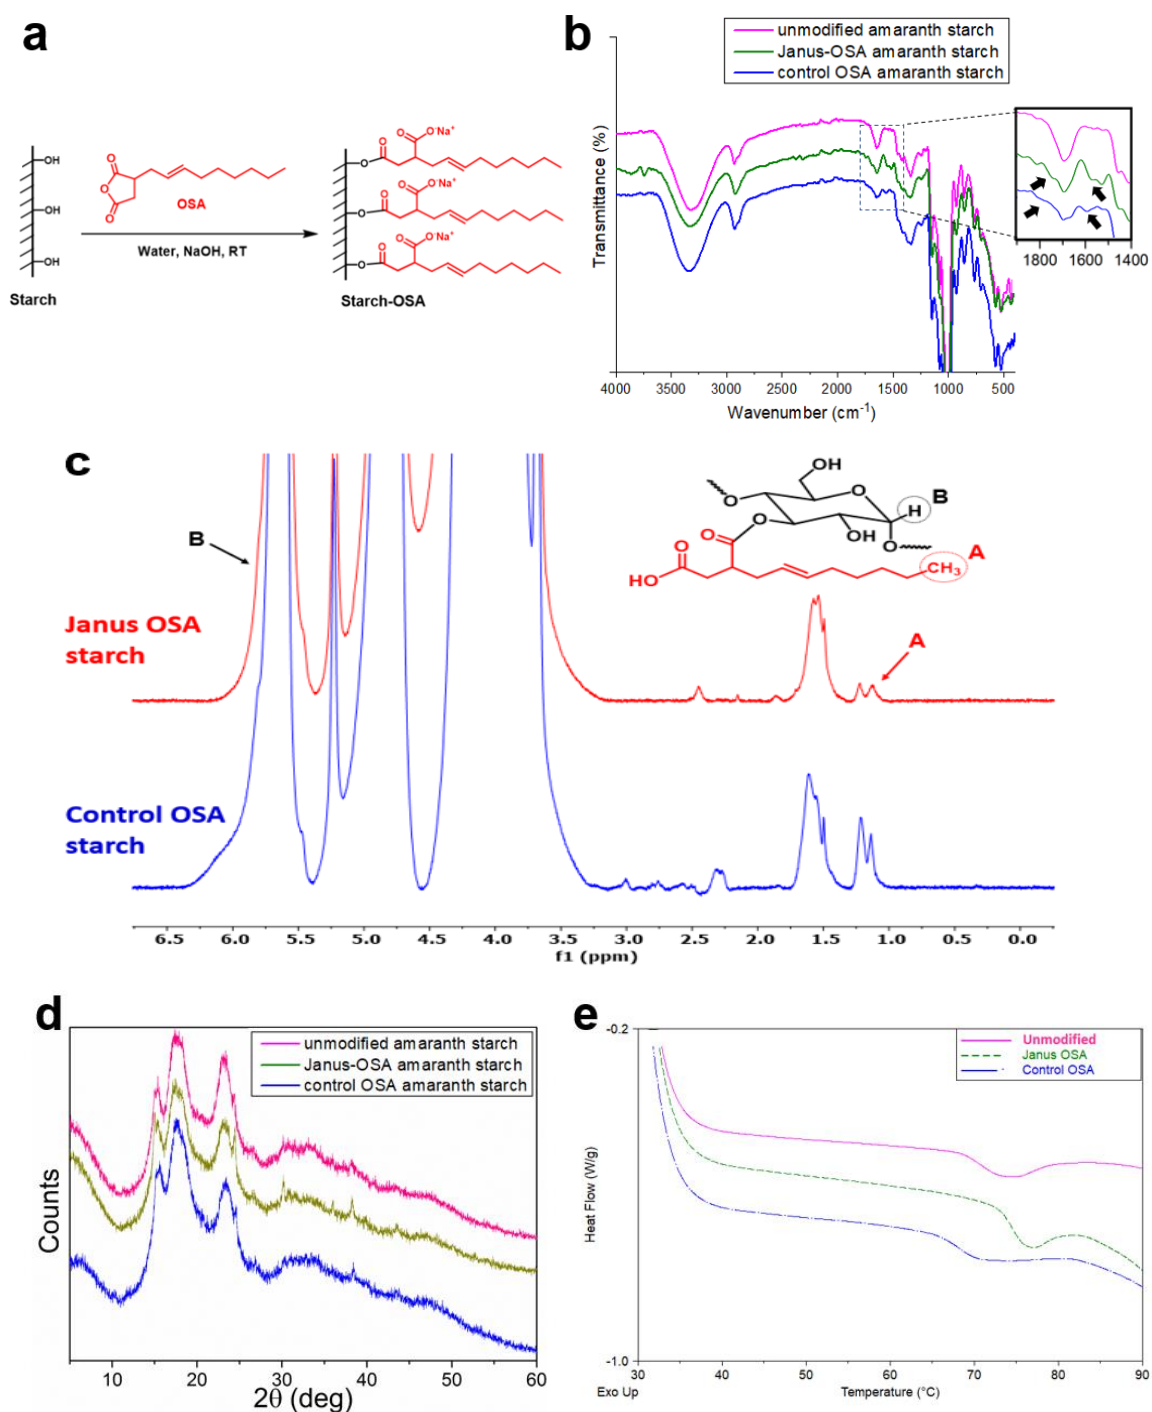 a
OH
OH
OH
Starch
O
O
O
OSA
Water, NaOH, RT
O
O⁻Na⁺
O
O
O
O⁻Na⁺
O
O
O
O⁻Na⁺
O
O
Starch-OSA
b
unmodified amaranth starch
Janus-OSA amaranth starch
control OSA amaranth starch
Transmittance (%)
1800 1600 1400
4000 3500 3000 2500 2000 1500 1000 500
Wavenumber (cm⁻¹)
c
B
Janus OSA
starch
Control OSA
starch
OH
O
O
H
B
O
OH
O
O
O
HO
CH₃
A
A
6.5 6.0 5.5 5.0 4.5 4.0 3.5 3.0 2.5 2.0 1.5 1.0 0.5 0.0
f1 (ppm)
d
unmodified amaranth starch
Janus-OSA amaranth starch
control OSA amaranth starch
Counts
10 20 30 40 50 60
2θ (deg)
e
-0.2
Unmodified
Janus OSA
Control OSA
Heat Flow (W/g)
-1.0
30 40 50 60 70 80 90
Exo Up
Temperature (°C)